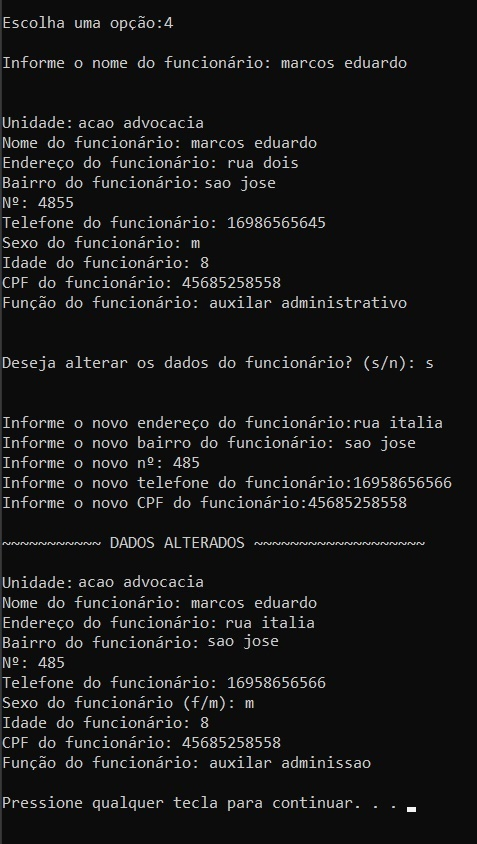 Escolha uma opção:4
Informe o nome do funcionário: marcos eduardo
Unidade: acao advocacia
Nome do funcionário: marcos eduardo
Endereço do funcionário: rua dois
Bairro do funcionário: sao jose
Nº: 4855
Telefone do funcionário: 16986565645
Sexo do funcionário: m
Idade do funcionário: 8
CPF do funcionário: 45685258558
Função do funcionário: auxilar administrativo
Deseja alterar os dados do funcionário? (s/n): s
Informe o novo endereço do funcionário:rua italia
Informe o novo bairro do funcionário: sao jose
Informe o novo nº: 485
Informe o novo telefone do funcionário:16958656566
Informe o novo CPF do funcionário:45685258558
~~~~~~~~~~~ DADOS ALTERADOS ~~~~~~~~~~~~~~~~~~~
Unidade: acao advocacia
Nome do funcionário: marcos eduardo
Endereço do funcionário: rua italia
Bairro do funcionário: sao jose
Nº: 485
Telefone do funcionário: 16958656566
Sexo do funcionário (f/m): m
Idade do funcionário: 8
CPF do funcionário: 45685258558
Função do funcionário: auxilar adminissao
Pressione qualquer tecla para continuar. . .